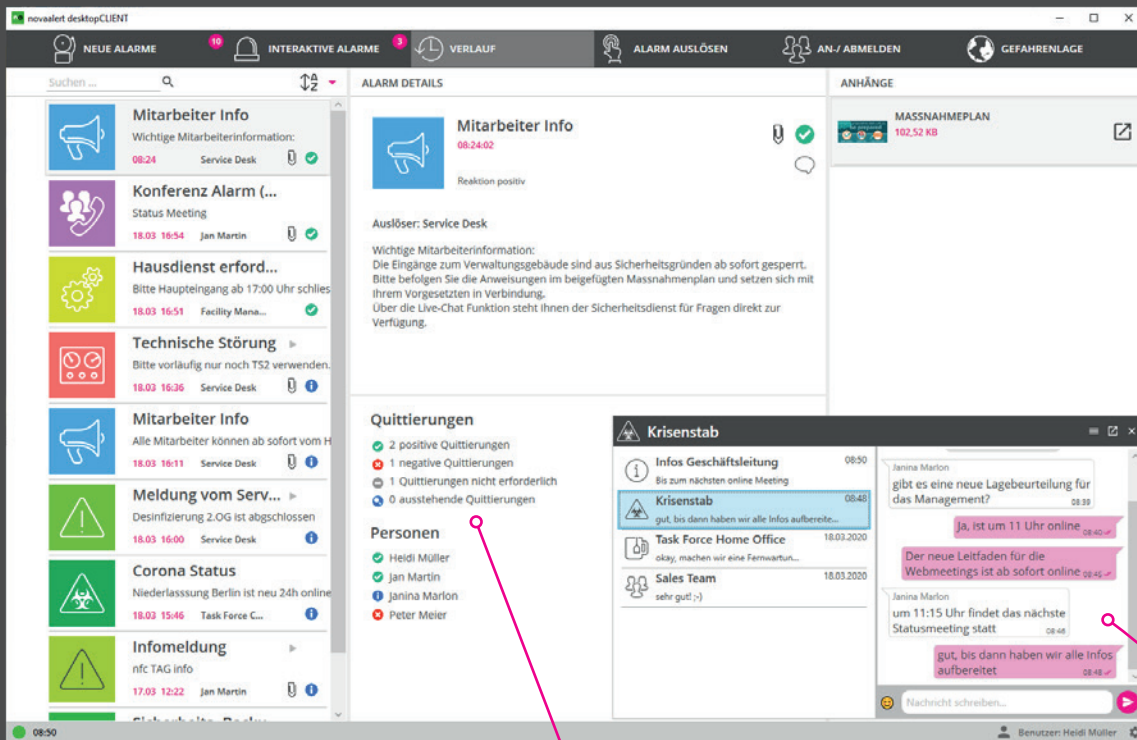 novaalert desktopCLIENT
NEUE ALARME
10
INTERAKTIVE ALARME
3
VERLAUF
ALARM AUSLÖSEN
AN-/ ABMELDEN
GEFAHRENLAGE
Suchen ...
Mitarbeiter Info
Wichtige Mitarbeiterinformation:
08:24 Service Desk
Konferenz Alarm (...
Status Meeting
18.03 16:54 Jan Martin
Hausdienst erford...
Bitte Haupteingang ab 17:00 Uhr schlies
18.03 16:51 Facility Mana...
Technische Störung
Bitte vorläufig nur noch TS2 verwenden.
18.03 16:36 Service Desk
Mitarbeiter Info
Alle Mitarbeiter können ab sofort vom H
18.03 16:11 Service Desk
Meldung vom Serv...
Desinfizierung 2.OG ist abgschlossen
18.03 16:00 Service Desk
Corona Status
Niederlasssung Berlin ist neu 24h online
18.03 15:46 Task Force C...
Infomeldung
nfc TAG info
17.03 12:22 Jan Martin
08:50
ALARM DETAILS
Mitarbeiter Info
08:24:02
Reaktion positiv
Auslöser: Service Desk
Wichtige Mitarbeiterinformation:
Die Eingänge zum Verwaltungsgebäude sind aus Sicherheitsgründen ab sofort gesperrt.
Bitte befolgen Sie die Anweisungen im beigefügten Massnahmenplan und setzen sich mit
Ihrem Vorgesetzten in Verbindung.
Über die Live-Chat Funktion steht Ihnen der Sicherheitsdienst für Fragen direkt zur
Verfügung.
Quittierungen
2 positive Quittierungen
1 negative Quittierungen
1 Quittierungen nicht erforderlich
0 ausstehende Quittierungen
Personen
Heidi Müller
Jan Martin
Janina Marlon
Peter Meier
ANHÄNGE
MASSNAHMEPLAN
102,52 KB
Krisenstab
Infos Geschäftsleitung 08:50
Bis zum nächsten online Meeting
Krisenstab 08:48
gut, bis dann haben wir alle Infos aufbereite...
Task Force Home Office 18.03.2020
okay, machen wir eine Fernwartun...
Sales Team 18.03.2020
sehr gut! ;-)
Janina Marlon
gibt es eine neue Lagebeurteilung für
das Management? 08:39
Ja, ist um 11 Uhr online 08:40
Der neue Leitfaden für die
Webmeetings ist ab sofort online 08:45
Janina Marlon
um 11:15 Uhr findet das nächste
Statusmeeting statt 08:46
gut, bis dann haben wir alle Infos
aufbereitet 08:48
Nachricht schreiben...
Benutzer: Heidi Müller